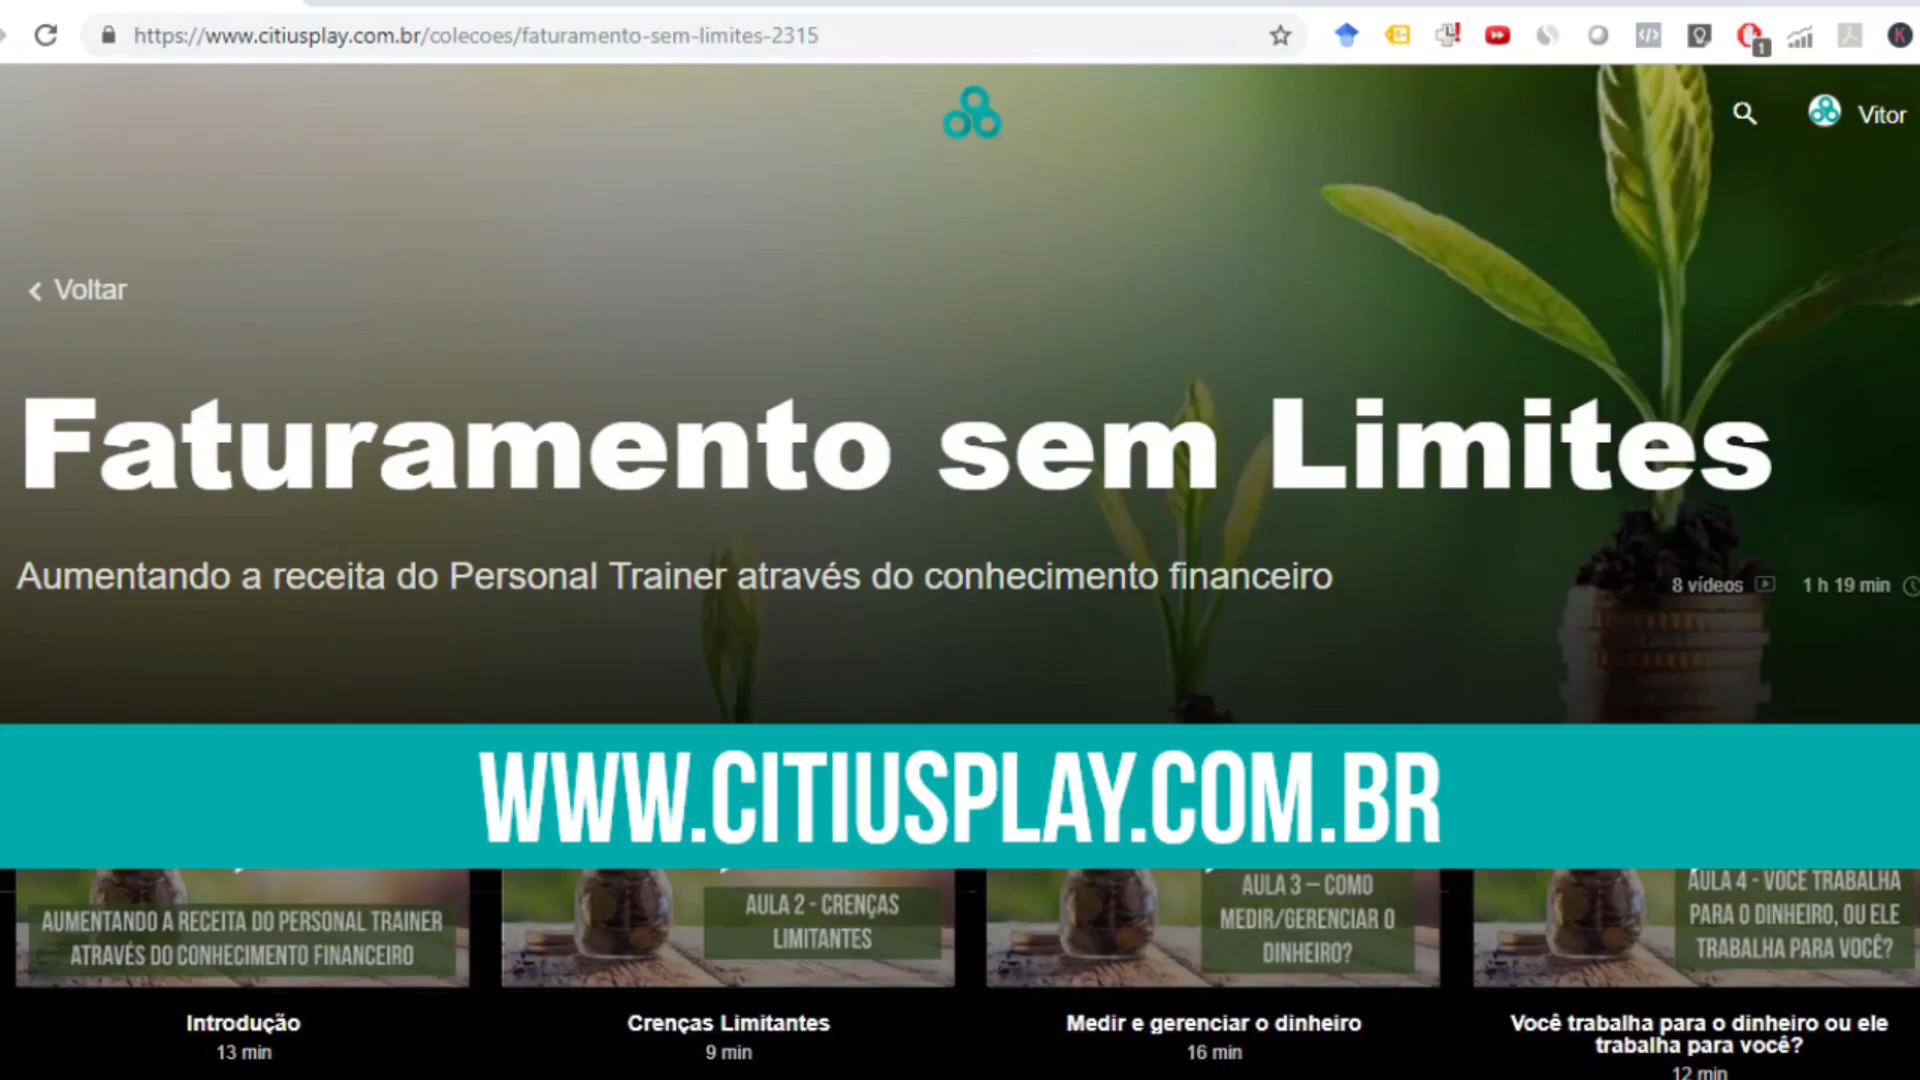 https://www.citiusplay.com.br/colecoes/faturamento-sem-limites-2315
1
K
Vitor
Voltar
Faturamento sem Limites
Aumentando a receita do Personal Trainer através do conhecimento financeiro
8 vídeos
1 h 19 min
WWW.CITIUSPLAY.COM.BR
AUMENTANDO A RECEITA DO PERSONAL TRAINER
ATRAVÉS DO CONHECIMENTO FINANCEIRO
Introdução
13 min
AULA 2 - CRENÇAS
LIMITANTES
Crenças Limitantes
9 min
AULA 3 – COMO
MEDIR/GERENCIAR O
DINHEIRO?
Medir e gerenciar o dinheiro
16 min
AULA 4 - VOCÊ TRABALHA
PARA O DINHEIRO, OU ELE
TRABALHA PARA VOCÊ?
Você trabalha para o dinheiro ou ele
trabalha para você?
12 min